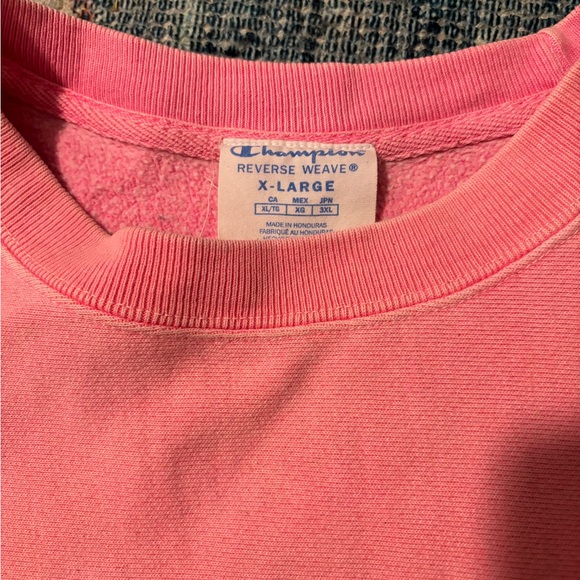 Champion
REVERSE WEAVE®
X-LARGE
CA MEX JPN
XL/TG XG 3XL
MADE IN HONDURAS
FABRIQUÉ AU HONDURAS